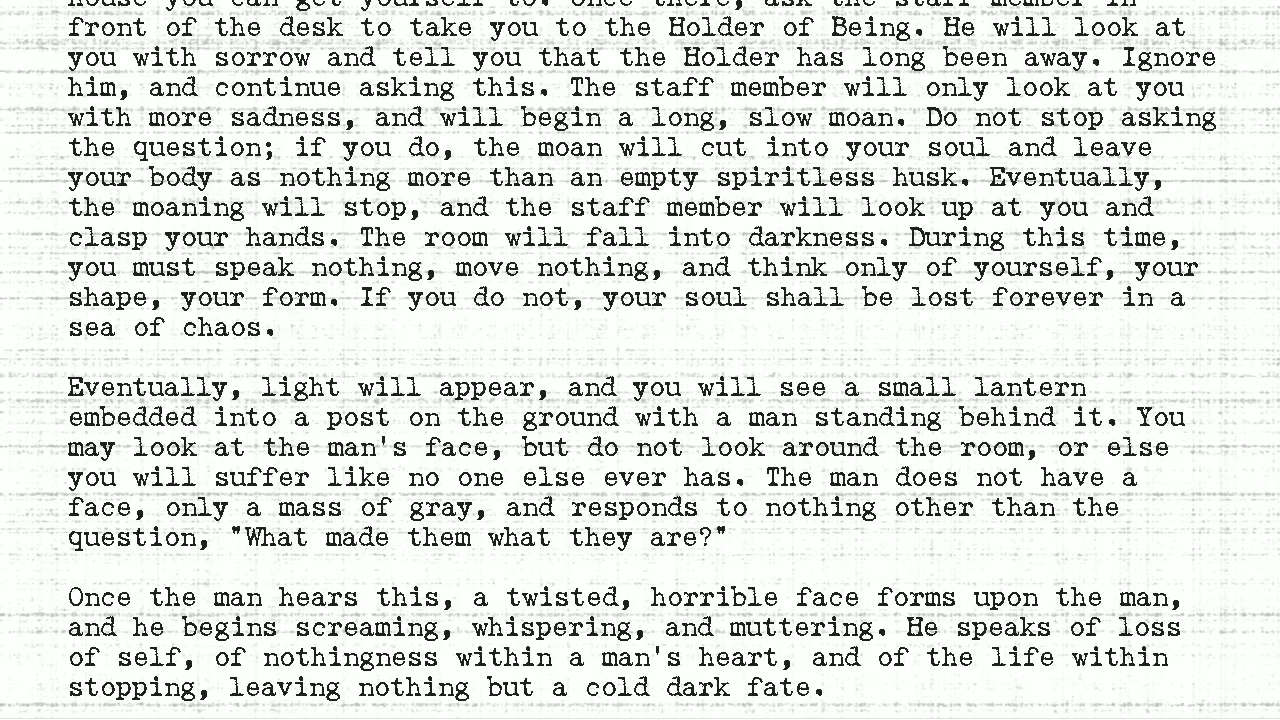 house you can get yourself to. Once there, ask the staff member in
front of the desk to take you to the Holder of Being. He will look at
you with sorrow and tell you that the Holder has long been away. Ignore
him, and continue asking this. The staff member will only look at you
with more sadness, and will begin a long, slow moan. Do not stop asking
the question; if you do, the moan will cut into your soul and leave
your body as nothing more than an empty spiritless husk. Eventually,
the moaning will stop, and the staff member will look up at you and
clasp your hands. The room will fall into darkness. During this time,
you must speak nothing, move nothing, and think only of yourself, your
shape, your form. If you do not, your soul shall be lost forever in a
sea of chaos.
Eventually, light will appear, and you will see a small lantern
embedded into a post on the ground with a man standing behind it. You
may look at the man's face, but do not look around the room, or else
you will suffer like no one else ever has. The man does not have a
face, only a mass of gray, and responds to nothing other than the
question, "What made them what they are?"
Once the man hears this, a twisted, horrible face forms upon the man,
and he begins screaming, whispering, and muttering. He speaks of loss
of self, of nothingness within a man's heart, and of the life within
stopping, leaving nothing but a cold dark fate.